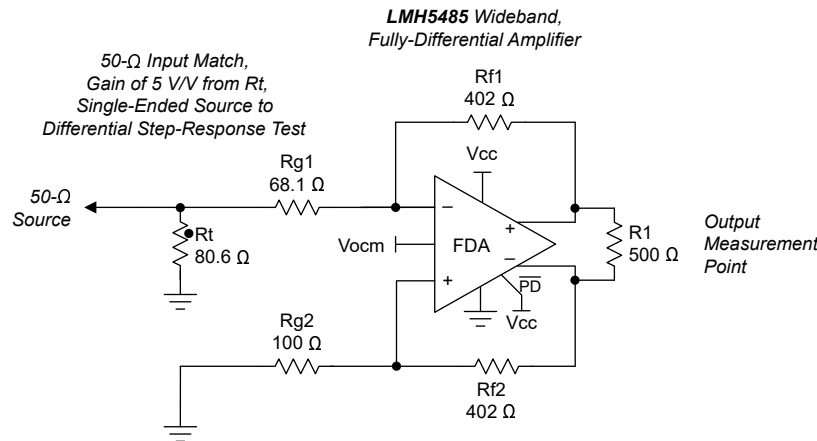 LMH5485 Wideband,
Fully-Differential Amplifier
50-Ω Input Match,
Gain of 5 V/V from Rt,
Single-Ended Source to
Differential Step-Response Test
Rf1
402 Ω
Vcc
Rg1
68.1 Ω
50-Ω
Source
Rt
80.6 Ω
Vocm
−
+
FDA
+
−
PD
Vcc
R1
500 Ω
Output
Measurement
Point
Rg2
100 Ω
Rf2
402 Ω